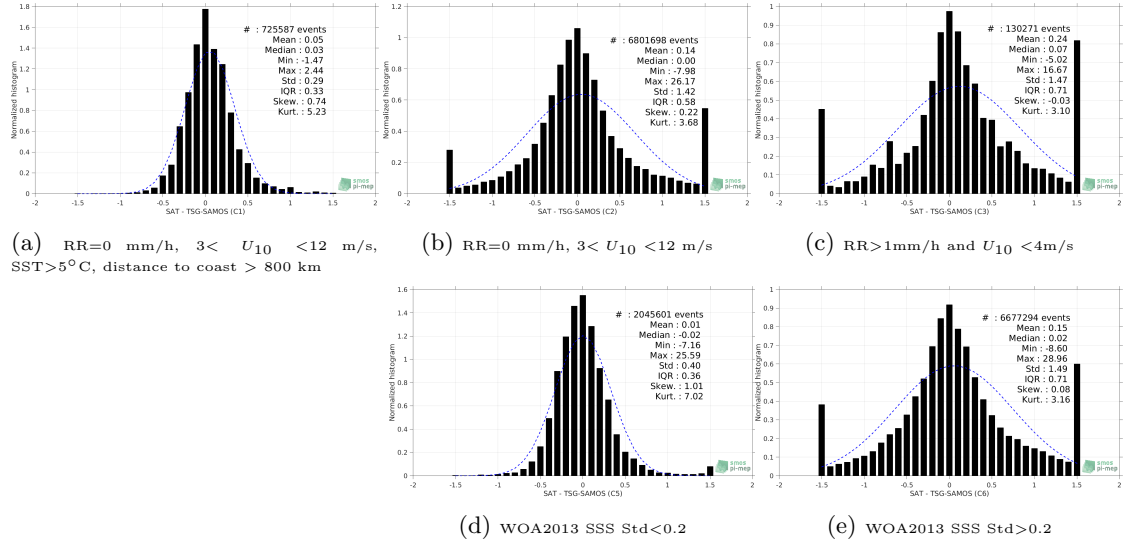 1.8
1.6
1.4
1.2
1
0.8
0.6
0.4
0.2
0
Normalized histogram
# : 725587 events
Mean : 0.05
Median : 0.03
Min : -1.47
Max : 2.44
Std : 0.29
IQR : 0.33
Skew. : 0.74
Kurt. : 5.23
smos
pi-mep
-2 -1.5 -1 -0.5 0 0.5 1 1.5 2
SAT - TSG-SAMOS (C1)
(a) RR=0 mm/h, 3< U10 <12 m/s,
SST>5°C, distance to coast > 800 km
1.2
1
0.8
0.6
0.4
0.2
0
Normalized histogram
# : 6801698 events
Mean : 0.14
Median : 0.00
Min : -7.98
Max : 26.17
Std : 1.42
IQR : 0.58
Skew. : 0.22
Kurt. : 3.68
smos
pi-mep
-2 -1.5 -1 -0.5 0 0.5 1 1.5 2
SAT - TSG-SAMOS (C2)
(b) RR=0 mm/h, 3< U10 <12 m/s
1
0.9
0.8
0.7
0.6
0.5
0.4
0.3
0.2
0.1
0
Normalized histogram
# : 130271 events
Mean : 0.24
Median : 0.07
Min : -5.02
Max : 16.67
Std : 1.47
IQR : 0.71
Skew. : -0.03
Kurt. : 3.10
smos
pi-mep
-2 -1.5 -1 -0.5 0 0.5 1 1.5 2
SAT - TSG-SAMOS (C3)
(c) RR>1mm/h and U10 <4m/s
1.6
1.4
1.2
1
0.8
0.6
0.4
0.2
0
Normalized histogram
# : 2045601 events
Mean : 0.01
Median : -0.02
Min : -7.16
Max : 25.59
Std : 0.40
IQR : 0.36
Skew. : 1.01
Kurt. : 7.02
smos
pi-mep
-2 -1.5 -1 -0.5 0 0.5 1 1.5 2
SAT - TSG-SAMOS (C5)
(d) WOA2013 SSS Std<0.2
1
0.9
0.8
0.7
0.6
0.5
0.4
0.3
0.2
0.1
0
Normalized histogram
# : 6677294 events
Mean : 0.15
Median : 0.02
Min : -8.60
Max : 28.96
Std : 1.49
IQR : 0.71
Skew. : 0.08
Kurt. : 3.16
smos
pi-mep
-2 -1.5 -1 -0.5 0 0.5 1 1.5 2
SAT - TSG-SAMOS (C6)
(e) WOA2013 SSS Std>0.2